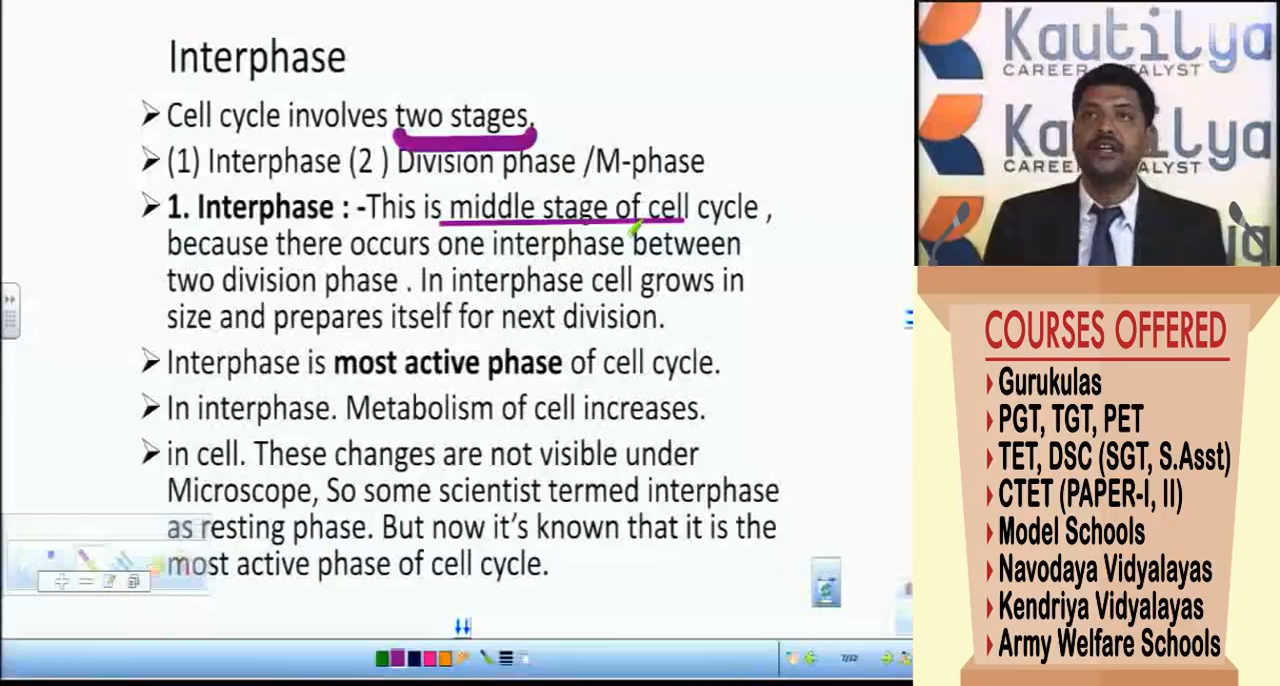 Interphase
➢ Cell cycle involves two stages.
➢ (1) Interphase (2 ) Division phase /M-phase
➢ 1. Interphase : -This is middle stage of cell cycle ,
because there occurs one interphase between
two division phase . In interphase cell grows in
size and prepares itself for next division.
➢ Interphase is most active phase of cell cycle.
➢ In interphase. Metabolism of cell increases.
➢ in cell. These changes are not visible under
Microscope, So some scientist termed interphase
as resting phase. But now it’s known that it is the
most active phase of cell cycle.
7/12
Kautilya
CAREER CATALYST
Kautilya
CAREER ALYST
COURSES OFFERED
Gurukulas
PGT, TGT, PET
TET, DSC (SGT, S.Asst)
CTET (PAPER-I, II)
Model Schools
Navodaya Vidyalayas
Kendriya Vidyalayas
Army Welfare Schools